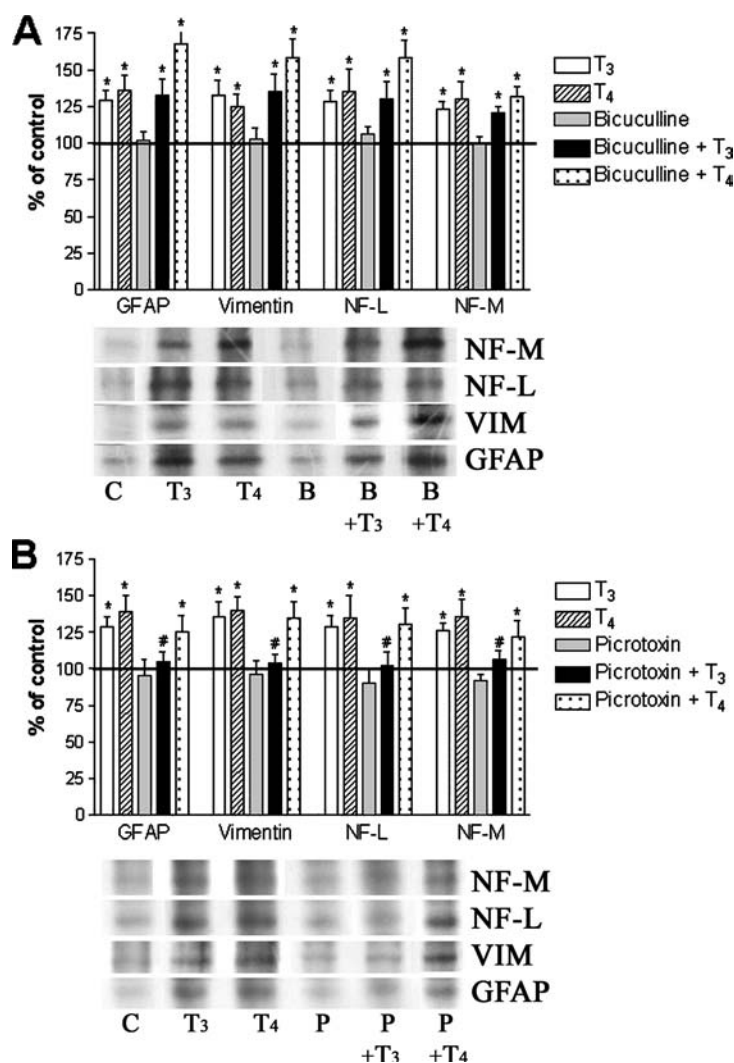 A
% of control
175
150
125
100
75
50
25
0
* * * *
* * * *
* * * *
* * * *
GFAP Vimentin NF-L NF-M
T3
T4
Bicuculline
Bicuculline + T3
Bicuculline + T4
NF-M
NF-L
VIM
GFAP
C T3 T4 B B B
+T3 +T4
B
% of control
175
150
125
100
75
50
25
0
* * # *
* * # *
* * # *
* * # *
GFAP Vimentin NF-L NF-M
T3
T4
Picrotoxin
Picrotoxin + T3
Picrotoxin + T4
NF-M
NF-L
VIM
GFAP
C T3 T4 P P P
+T3 +T4